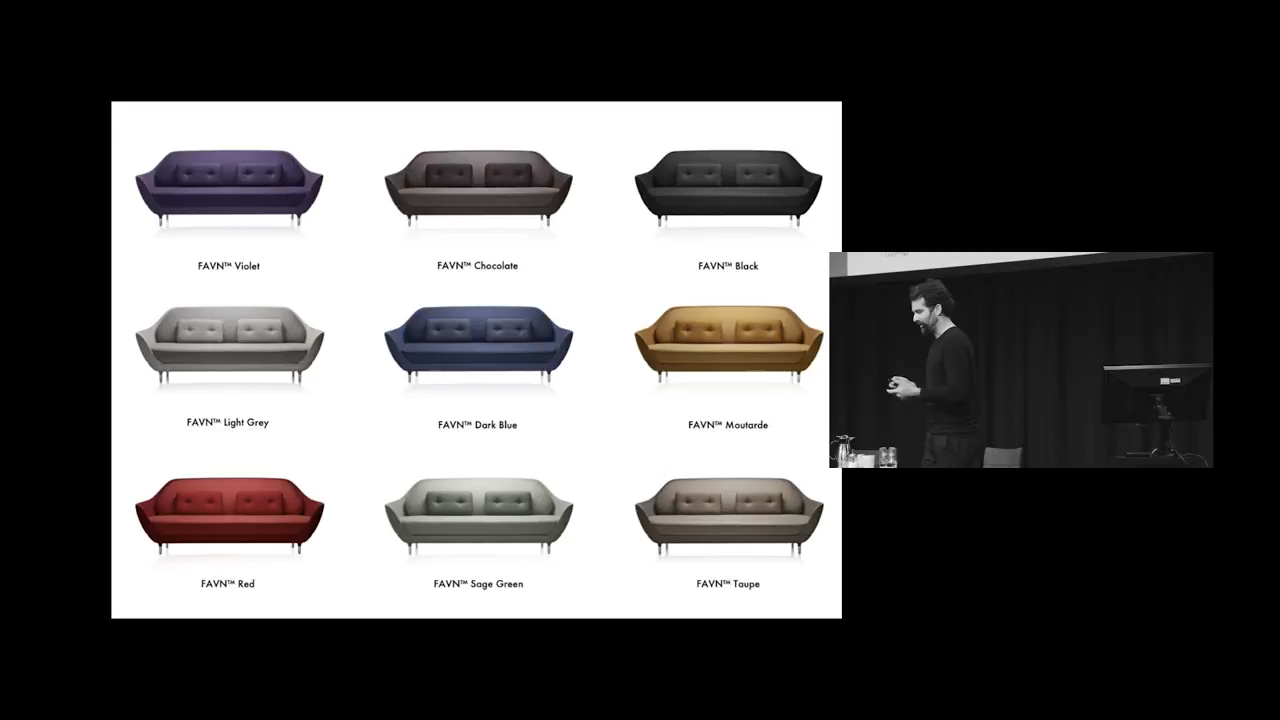 FAVN™ Violet
FAVN™ Chocolate
FAVN™ Black
FAVN™ Light Grey
FAVN™ Dark Blue
FAVN™ Moutarde
FAVN™ Red
FAVN™ Sage Green
FAVN™ Taupe